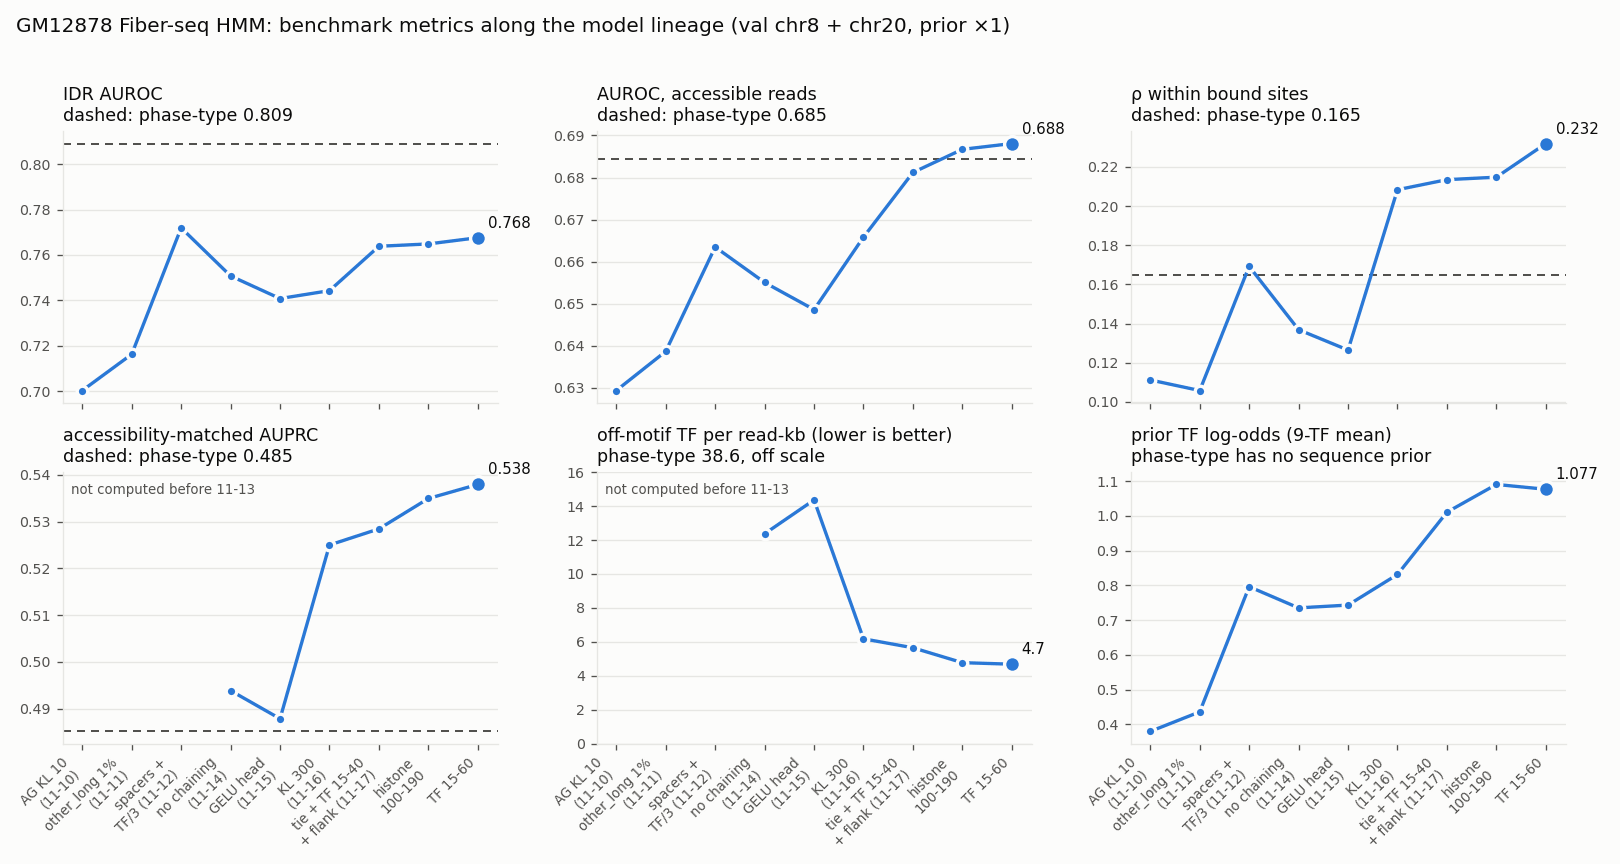 GM12878 Fiber-seq HMM: benchmark metrics along the model lineage (val chr8 + chr20, prior ×1)
IDR AUROC
dashed: phase-type 0.809
0.80
0.78
0.76
0.74
0.72
0.70
0.768
AUROC, accessible reads
dashed: phase-type 0.685
0.69
0.68
0.67
0.66
0.65
0.64
0.63
0.688
ρ within bound sites
dashed: phase-type 0.165
0.22
0.20
0.18
0.16
0.14
0.12
0.10
0.232
accessibility-matched AUPRC
dashed: phase-type 0.485
not computed before 11-13
0.54
0.53
0.52
0.51
0.50
0.49
0.538
AG KL 10
(11-10)
other_long 1%
(11-11)
spacers +
TF/3 (11-12)
no chaining
(11-14)
GELU head
(11-15)
KL 300
(11-16)
tie + TF 15-40
+ flank (11-17)
histone
100-190
TF 15-60
off-motif TF per read-kb (lower is better)
phase-type 38.6, off scale
not computed before 11-13
16
14
12
10
8
6
4
2
0
4.7
AG KL 10
(11-10)
other_long 1%
(11-11)
spacers +
TF/3 (11-12)
no chaining
(11-14)
GELU head
(11-15)
KL 300
(11-16)
tie + TF 15-40
+ flank (11-17)
histone
100-190
TF 15-60
prior TF log-odds (9-TF mean)
phase-type has no sequence prior
1.1
1.0
0.9
0.8
0.7
0.6
0.5
0.4
1.077
AG KL 10
(11-10)
other_long 1%
(11-11)
spacers +
TF/3 (11-12)
no chaining
(11-14)
GELU head
(11-15)
KL 300
(11-16)
tie + TF 15-40
+ flank (11-17)
histone
100-190
TF 15-60